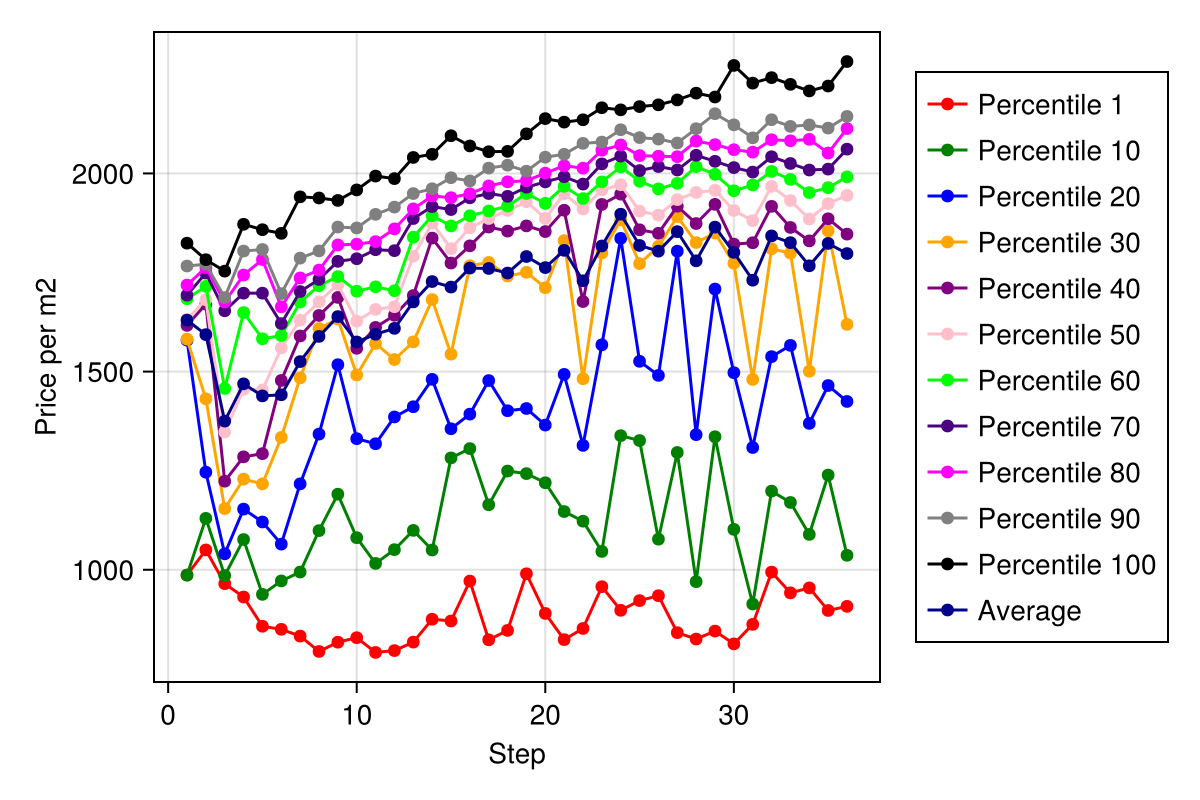 Price per m2
2000
1500
1000
0 10 20 30
Step
Percentile 1
Percentile 10
Percentile 20
Percentile 30
Percentile 40
Percentile 50
Percentile 60
Percentile 70
Percentile 80
Percentile 90
Percentile 100
Average